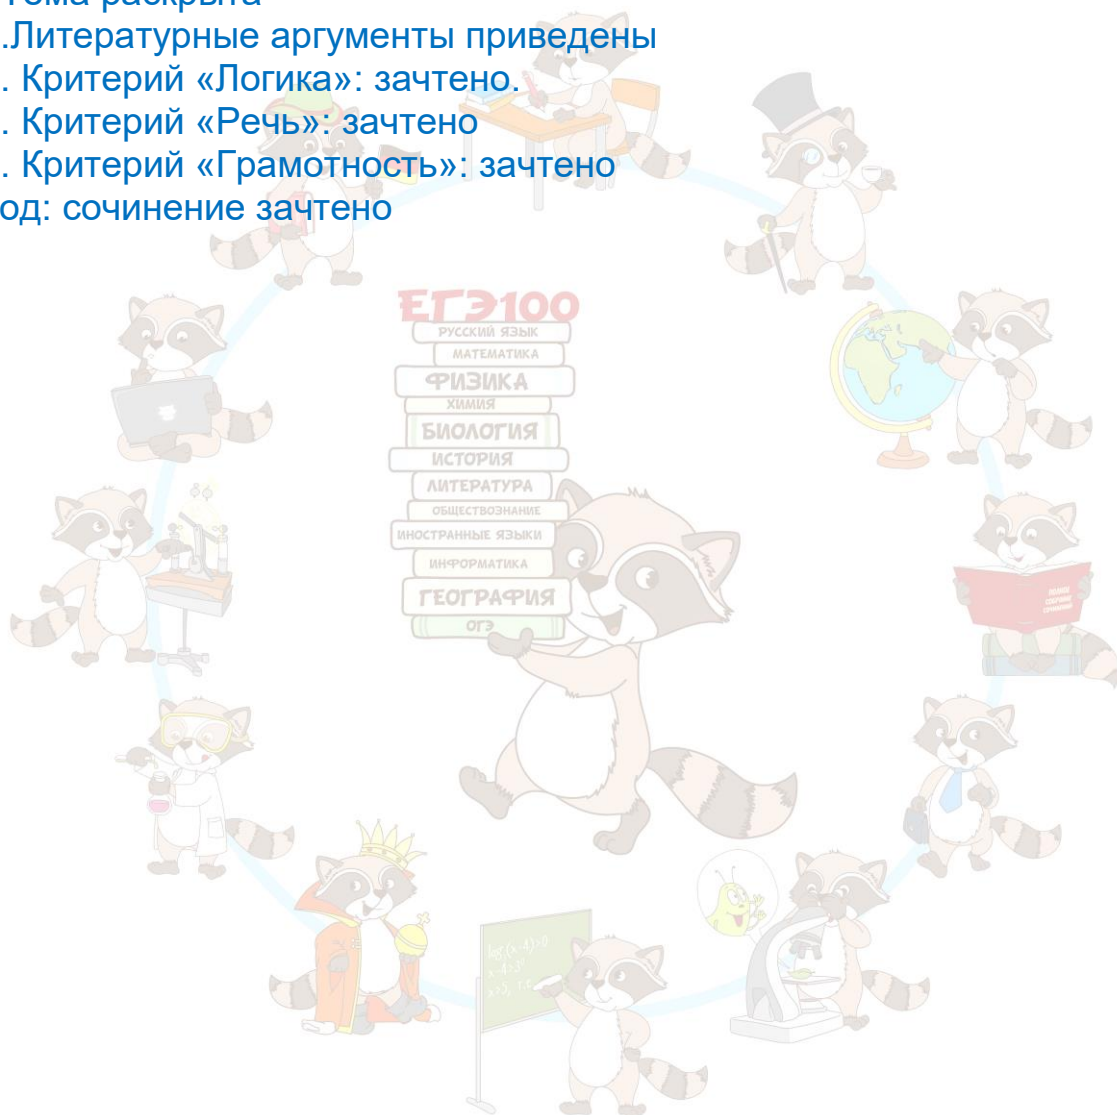 Тема раскрыта
.Литературные аргументы приведены
. Критерий «Логика»: зачтено.
. Критерий «Речь»: зачтено
. Критерий «Грамотность»: зачтено
од: сочинение зачтено
ЕГЭ100
РУССКИЙ ЯЗЫК
МАТЕМАТИКА
ФИЗИКА
ХИМИЯ
БИОЛОГИЯ
ИСТОРИЯ
ЛИТЕРАТУРА
ОБЩЕСТВОЗНАНИЕ
ИНОСТРАННЫЕ ЯЗЫКИ
ИНФОРМАТИКА
ГЕОГРАФИЯ
ОГЭ